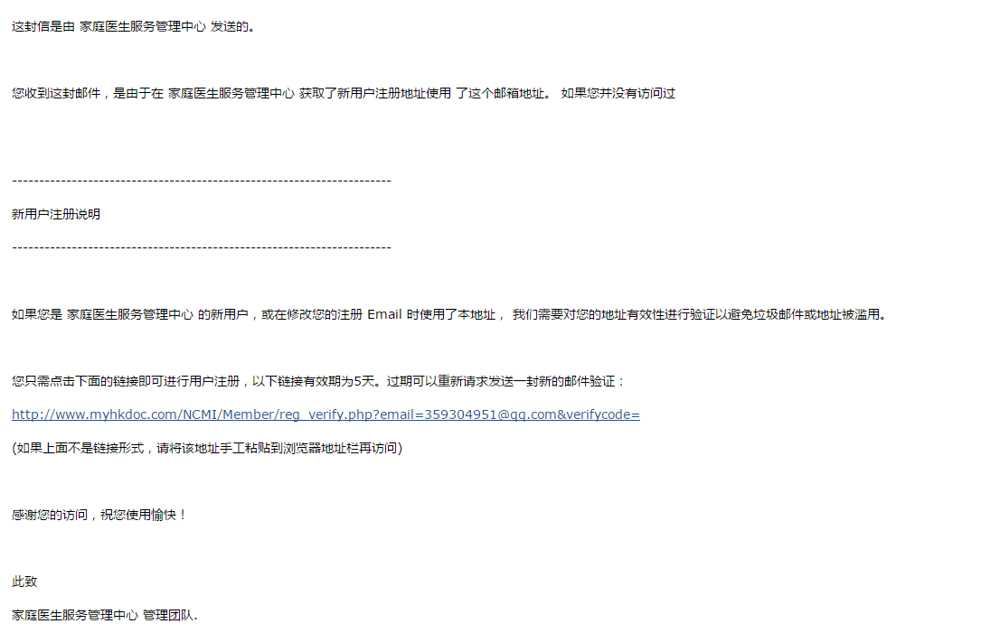 这封信是由 家庭医生服务管理中心 发送的。
您收到这封邮件，是由于在 家庭医生服务管理中心 获取了新用户注册地址使用 了这个邮箱地址。 如果您并没有访问过
----------------------------------------------------------------------
新用户注册说明
----------------------------------------------------------------------
如果您是 家庭医生服务管理中心 的新用户，或在修改您的注册 Email 时使用了本地址， 我们需要对您的地址有效性进行验证以避免垃圾邮件或地址被滥用。
您只需点击下面的链接即可进行用户注册，以下链接有效期为5天。过期可以重新请求发送一封新的邮件验证：
http://www.myhkdoc.com/NCMI/Member/reg_verify.php?email=359304951@qq.com&verifycode=
(如果上面不是链接形式，请将该地址手工粘贴到浏览器地址栏再访问)
感谢您的访问，祝您使用愉快！
此致
家庭医生服务管理中心 管理团队.